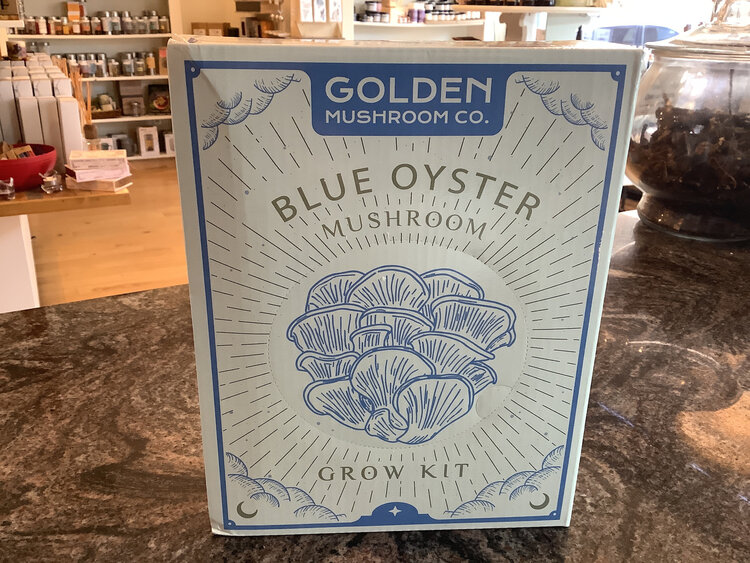 GOLDEN
MUSHROOM CO.
BLUE OYSTER
MUSHROOM
GROW KIT